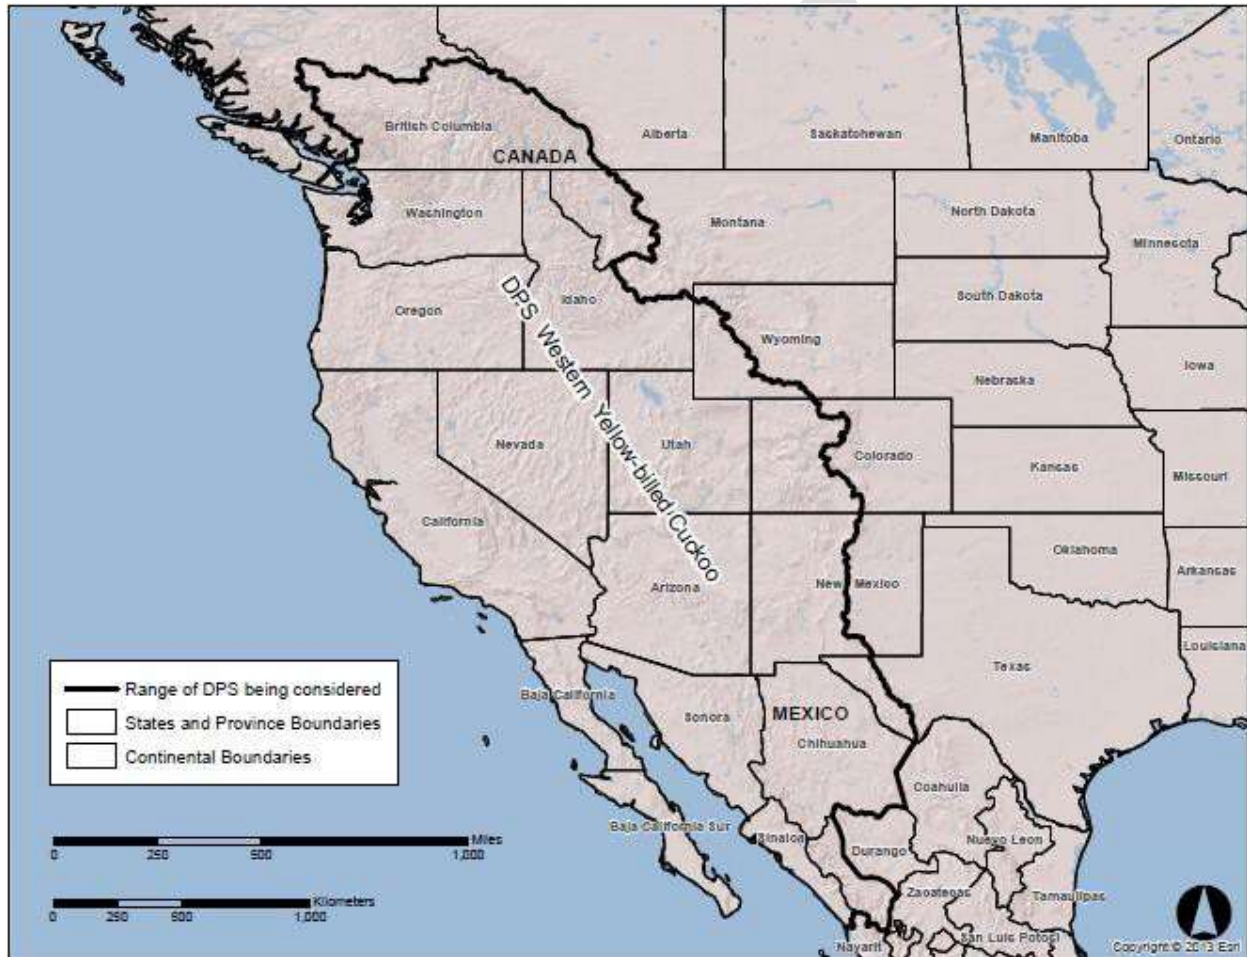 British Columbia
Alberta
Saskatchewan
Manitoba
Ontario
CANADA
Washington
Montana
North Dakota
Minnesota
Oregon
Idaho
South Dakota
Wyoming
Iowa
Nebraska
DPS Western Yellow-billed Cuckoo
Nevada
Utah
Colorado
Kansas
Missouri
California
Arizona
New Mexico
Oklahoma
Arkansas
Louisiana
Texas
Range of DPS being considered
States and Province Boundaries
Continental Boundaries
Baja California
Sonora
MEXICO
Chihuahua
Coahuila
Baja California Sur
Sinaloa
Durango
Nuevo Leon
Zacatecas
Tamaulipas
San Luis Potosi
Nayarit
Miles
0 250 500 1,000
Kilometers
0 250 500 1,000
Copyright:© 2013 Esri